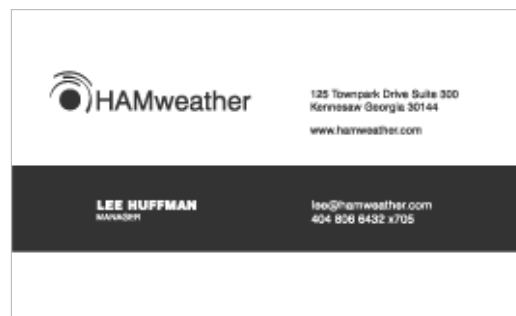 HAMweather
125 Townpark Drive Suite 300
Kennesaw Georgia 30144
www.hamweather.com
LEE HUFFMAN
MANAGER
lee@hamweather.com
404 806 6432 x705